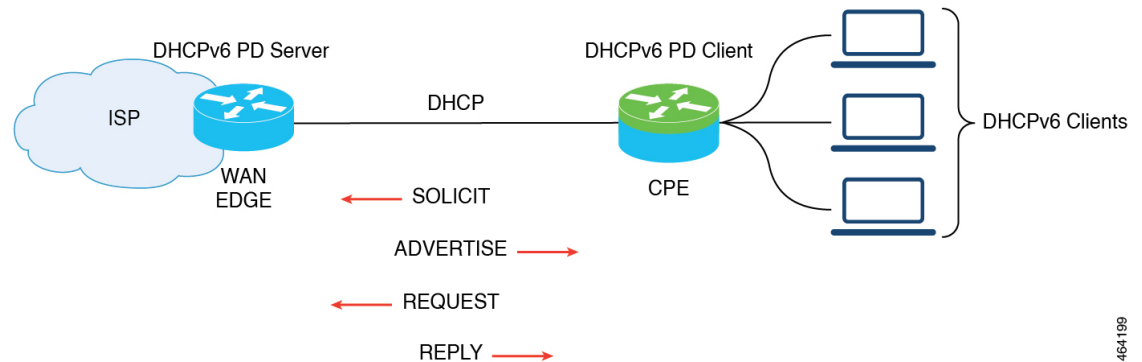 DHCPv6 PD Server
DHCPv6 PD Client
ISP
DHCP
DHCPv6 Clients
WAN
EDGE
CPE
SOLICIT
ADVERTISE
REQUEST
REPLY
464199